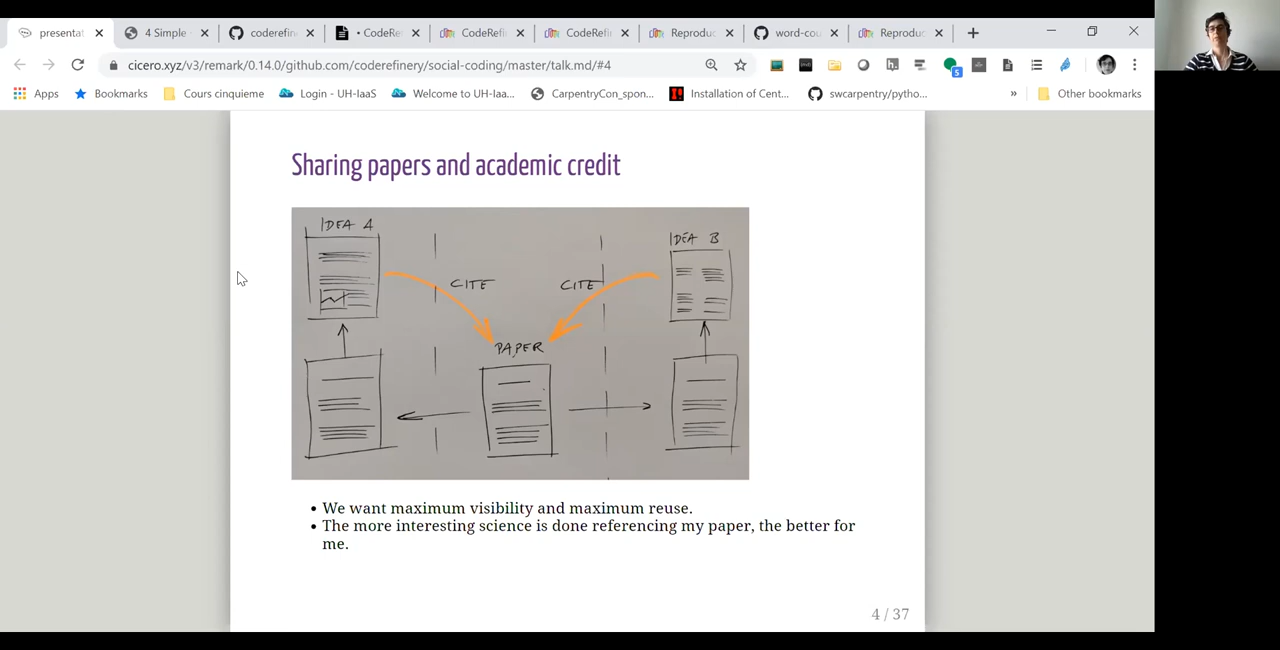 presentat
4 Simple
coderefin
• CodeRe
CodeRefi
CodeRefi
Reproduc
word-cou
Reproduc
cicero.xyz/v3/remark/0.14.0/github.com/coderefinery/social-coding/master/talk.md/#4
5
Apps
Bookmarks
Cours cinquieme
Login - UH-IaaS
Welcome to UH-Iaa...
CarpentryCon_spon...
Installation of Cent...
swcarpentry/pytho...
»
Other bookmarks
Sharing papers and academic credit
IDEA A
IDEA B
CITE
CITE
PAPER
• We want maximum visibility and maximum reuse.
• The more interesting science is done referencing my paper, the better for
me.
4 / 37